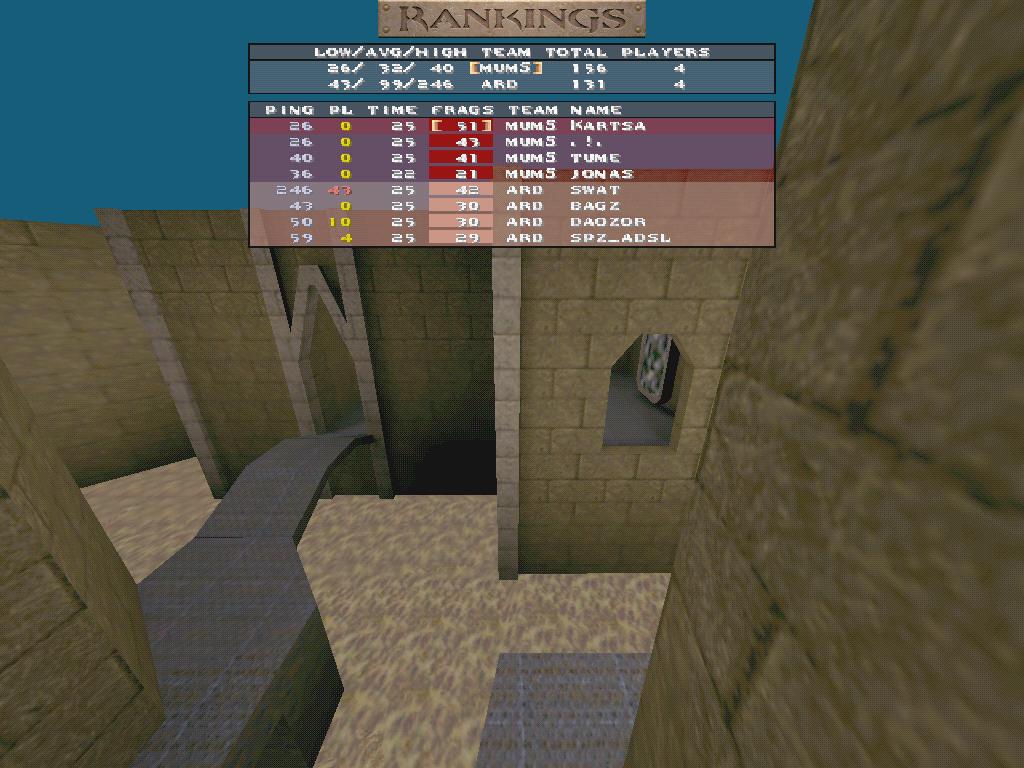 RANKINGS
LOW/AVG/HIGH TEAM TOTAL PLAYERS
26/ 32/ 40 [MUM5] 156 4
43/ 99/246 ARD 131 4
PING PL TIME FRAGS TEAM NAME
26 0 25 [ 51] MUM5 KARTSA
26 0 25 43 MUM5 .!.
40 0 25 41 MUM5 TUME
36 0 22 21 MUM5 JONAS
246 43 25 42 ARD SWAT
43 0 25 30 ARD BAGZ
50 10 25 30 ARD DAOZOR
59 4 25 29 ARD SPZ_ADSL